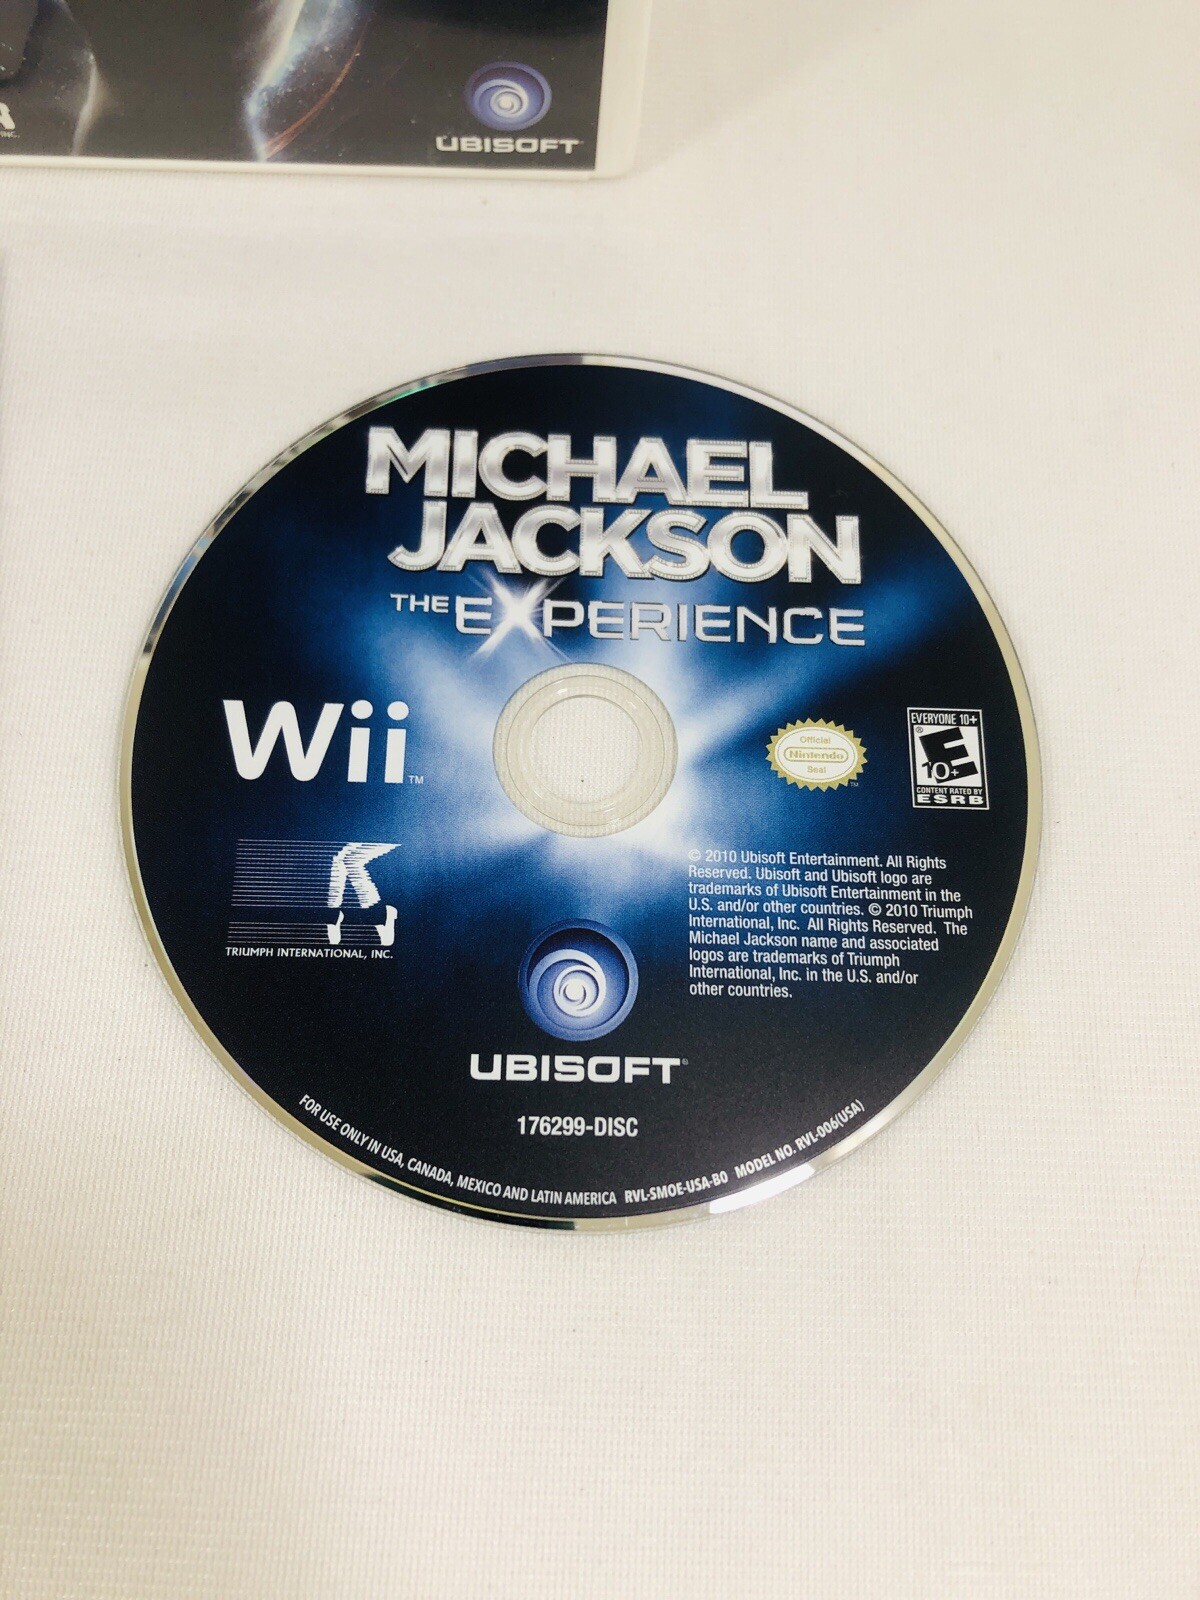 R
INC.
UBISOFT
MICHAEL
JACKSON
THE EXPERIENCE
Wii™
Official
Nintendo
Seal
™
EVERYONE 10+
®
E
10+
CONTENT RATED BY
ESRB
TRIUMPH INTERNATIONAL, INC.
© 2010 Ubisoft Entertainment. All Rights
Reserved. Ubisoft and Ubisoft logo are
trademarks of Ubisoft Entertainment in the
U.S. and/or other countries. © 2010 Triumph
International, Inc. All Rights Reserved. The
Michael Jackson name and associated
logos are trademarks of Triumph
International, Inc. in the U.S. and/or
other countries.
UBISOFT®
176299-DISC
FOR USE ONLY IN USA, CANADA, MEXICO AND LATIN AMERICA RVL-SMOE-USA-B0 MODEL NO. RVL-006(USA)